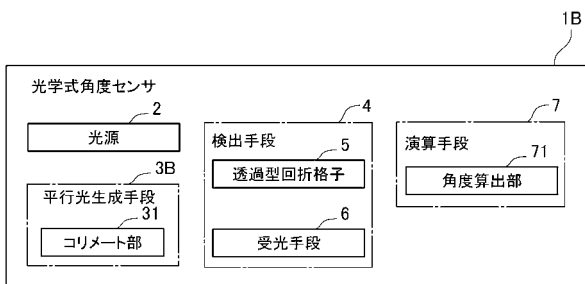 1B
光学式角度センサ
2
光源
3B
平行光生成手段
31
コリメート部
4
検出手段
5
透過型回折格子
6
受光手段
7
演算手段
71
角度算出部